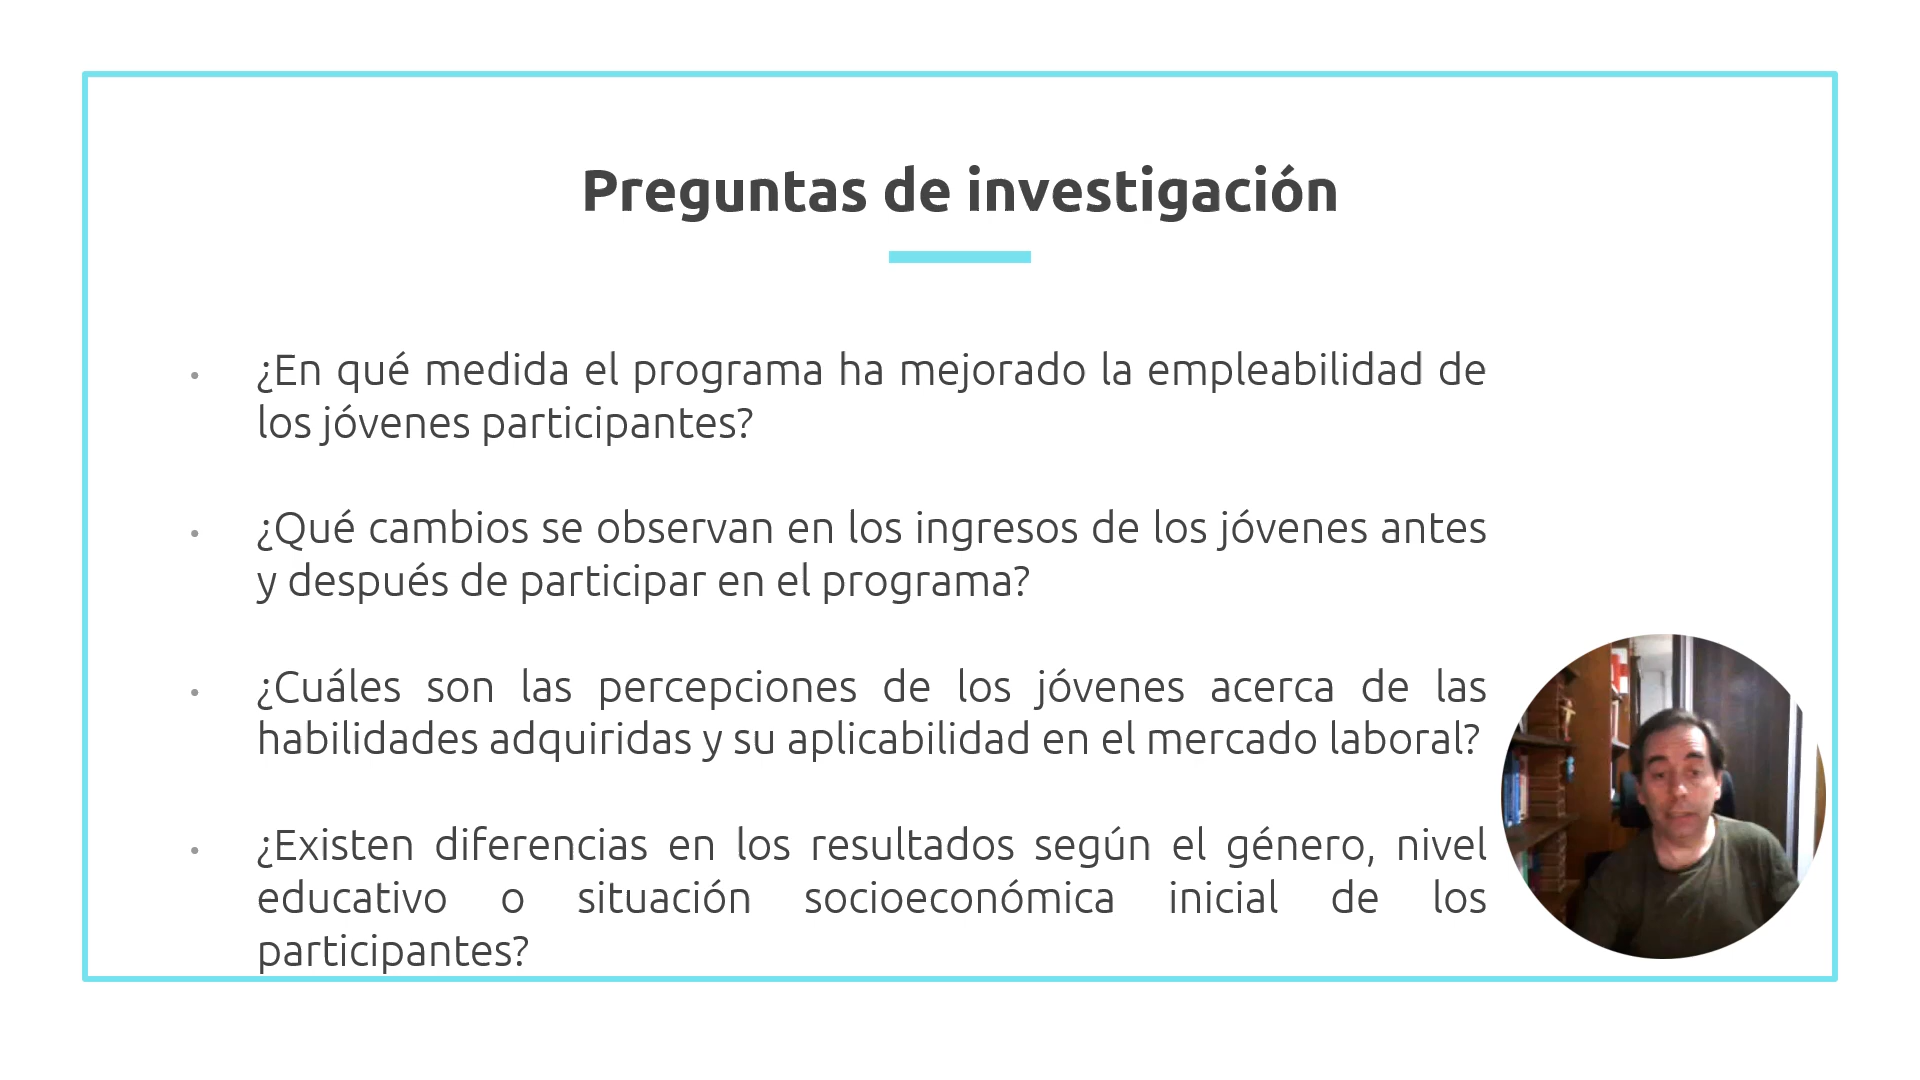 Preguntas de investigación
¿En qué medida el programa ha mejorado la empleabilidad de
los jóvenes participantes?
¿Qué cambios se observan en los ingresos de los jóvenes antes
y después de participar en el programa?
¿Cuáles son las percepciones de los jóvenes acerca de las
habilidades adquiridas y su aplicabilidad en el mercado laboral?
¿Existen diferencias en los resultados según el género, nivel
educativo o situación socioeconómica inicial de los
participantes?